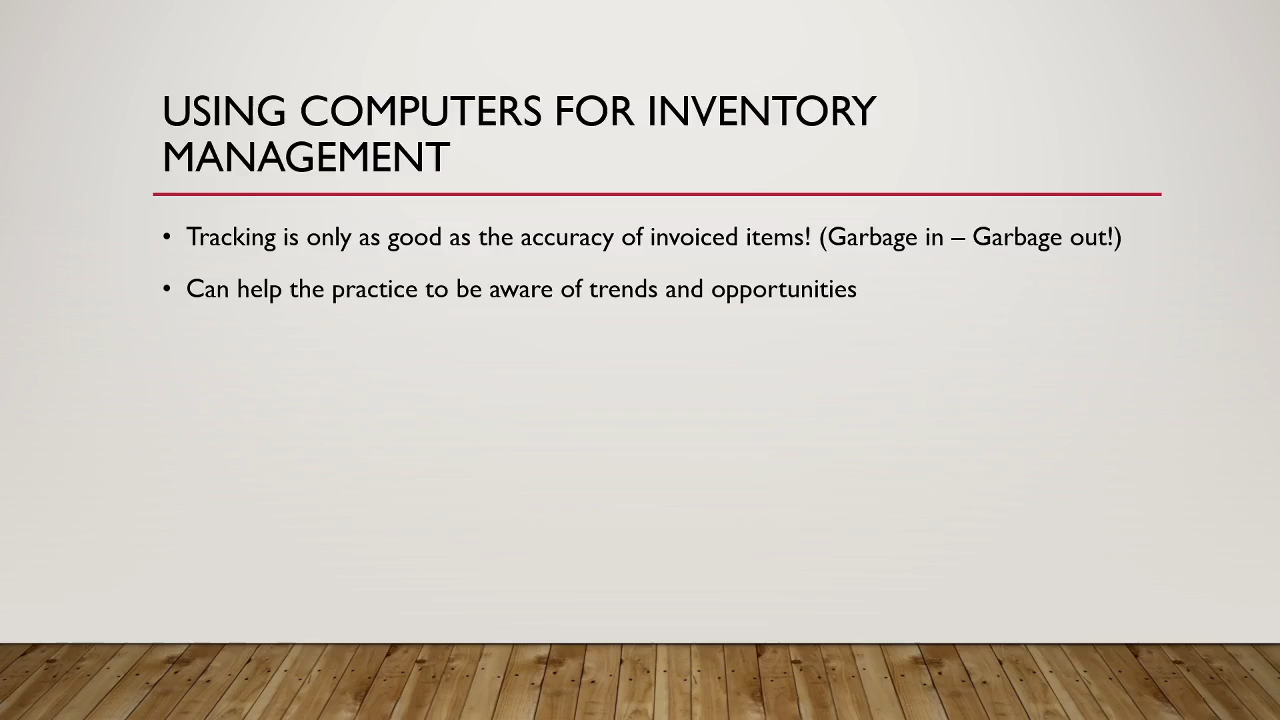 USING COMPUTERS FOR INVENTORY
MANAGEMENT
• Tracking is only as good as the accuracy of invoiced items! (Garbage in – Garbage out!)
• Can help the practice to be aware of trends and opportunities